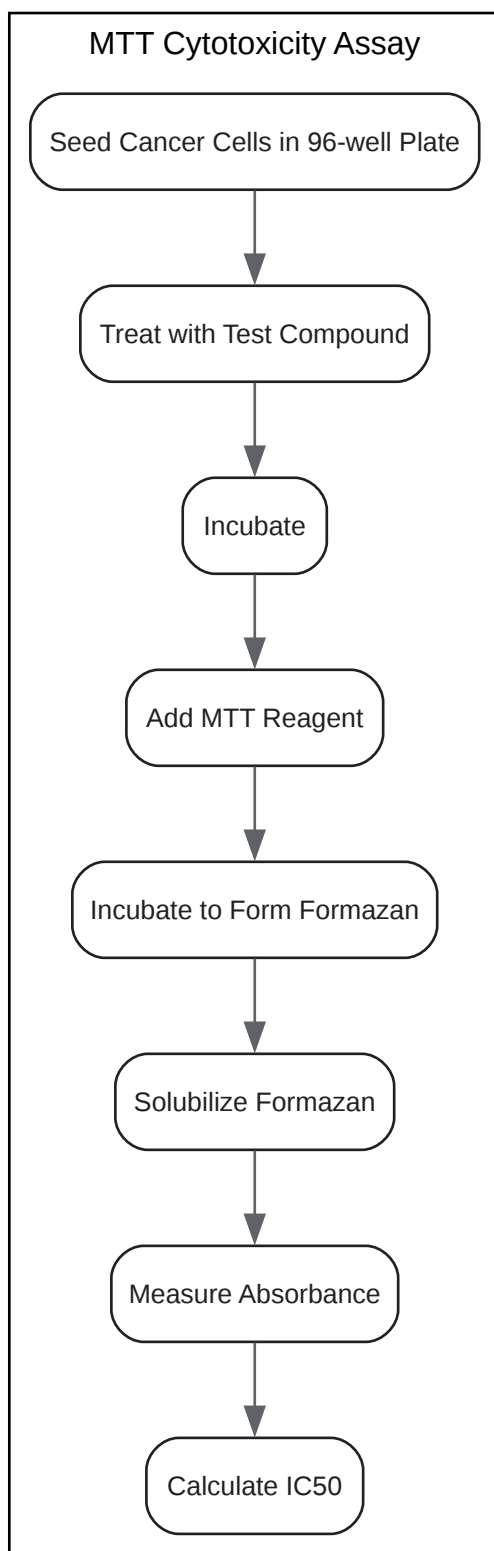 MTT Cytotoxicity Assay
Seed Cancer Cells in 96-well Plate
Treat with Test Compound
Incubate
Add MTT Reagent
Incubate to Form Formazan
Solubilize Formazan
Measure Absorbance
Calculate IC50